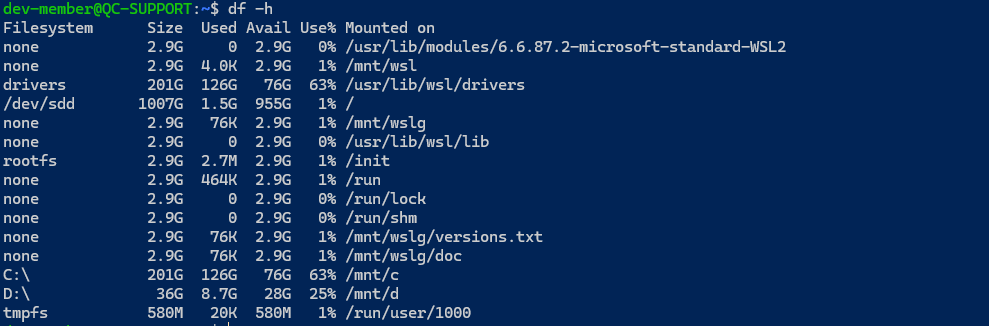 dev-member@QC-SUPPORT:~$ df -h
Filesystem      Size  Used Avail Use% Mounted on
none            2.9G     0  2.9G   0% /usr/lib/modules/6.6.87.2-microsoft-standard-WSL2
none            2.9G  4.0K  2.9G   1% /mnt/wsl
drivers         201G  126G   76G  63% /usr/lib/wsl/drivers
/dev/sdd       1007G  1.5G  955G   1% /
none            2.9G   76K  2.9G   1% /mnt/wslg
none            2.9G     0  2.9G   0% /usr/lib/wsl/lib
rootfs          2.9G  2.7M  2.9G   1% /init
none            2.9G  464K  2.9G   1% /run
none            2.9G     0  2.9G   0% /run/lock
none            2.9G     0  2.9G   0% /run/shm
none            2.9G   76K  2.9G   1% /mnt/wslg/versions.txt
none            2.9G   76K  2.9G   1% /mnt/wslg/doc
C:\             201G  126G   76G  63% /mnt/c
D:\              36G  8.7G   28G  25% /mnt/d
tmpfs           580M   20K  580M   1% /run/user/1000